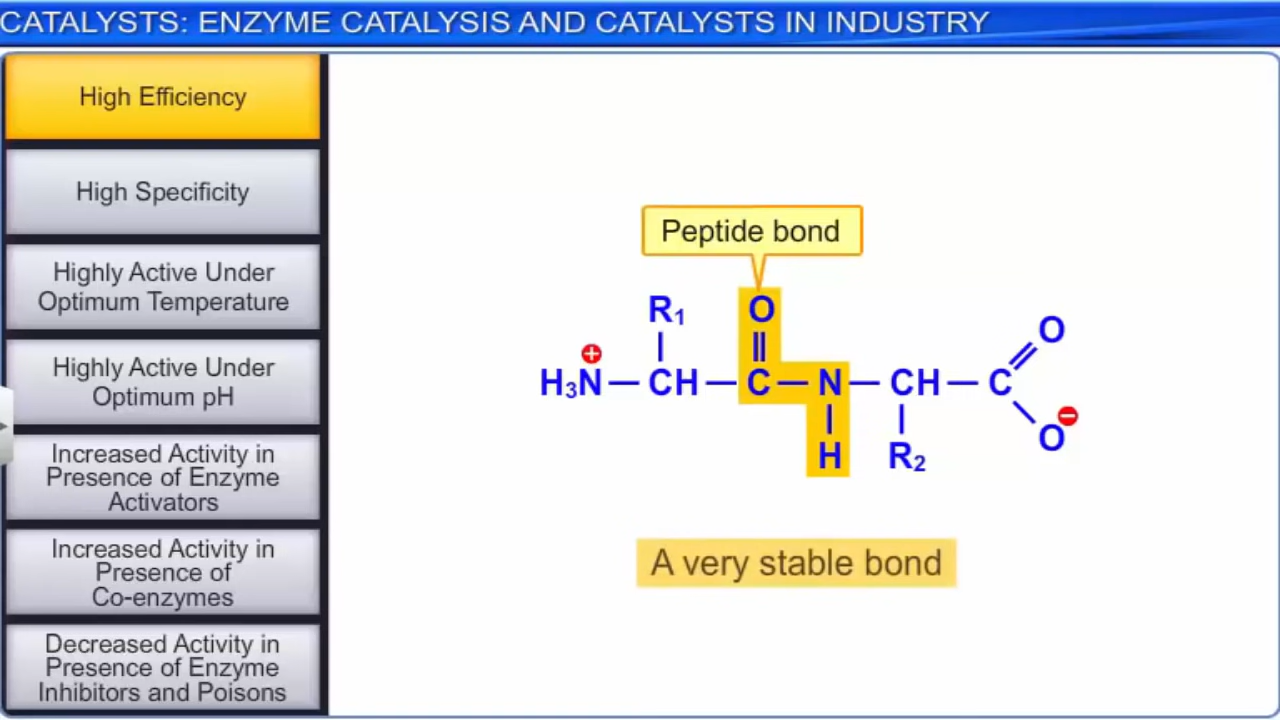 CATALYSTS: ENZYME CATALYSIS AND CATALYSTS IN INDUSTRY
High Efficiency
High Specificity
Highly Active Under
Optimum Temperature
Highly Active Under
Optimum pH
Increased Activity in
Presence of Enzyme
Activators
Increased Activity in
Presence of
Co-enzymes
Decreased Activity in
Presence of Enzyme
Inhibitors and Poisons
Peptide bond
R₁ O O
⊕
H₃N — CH — C — N — CH — C
⊖
O
H R₂
A very stable bond